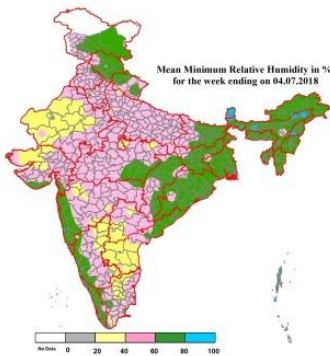 Mean Minimum Relative Humidity in %
for the week ending on 04.07.2018
No Data 0 20 40 60 80 100